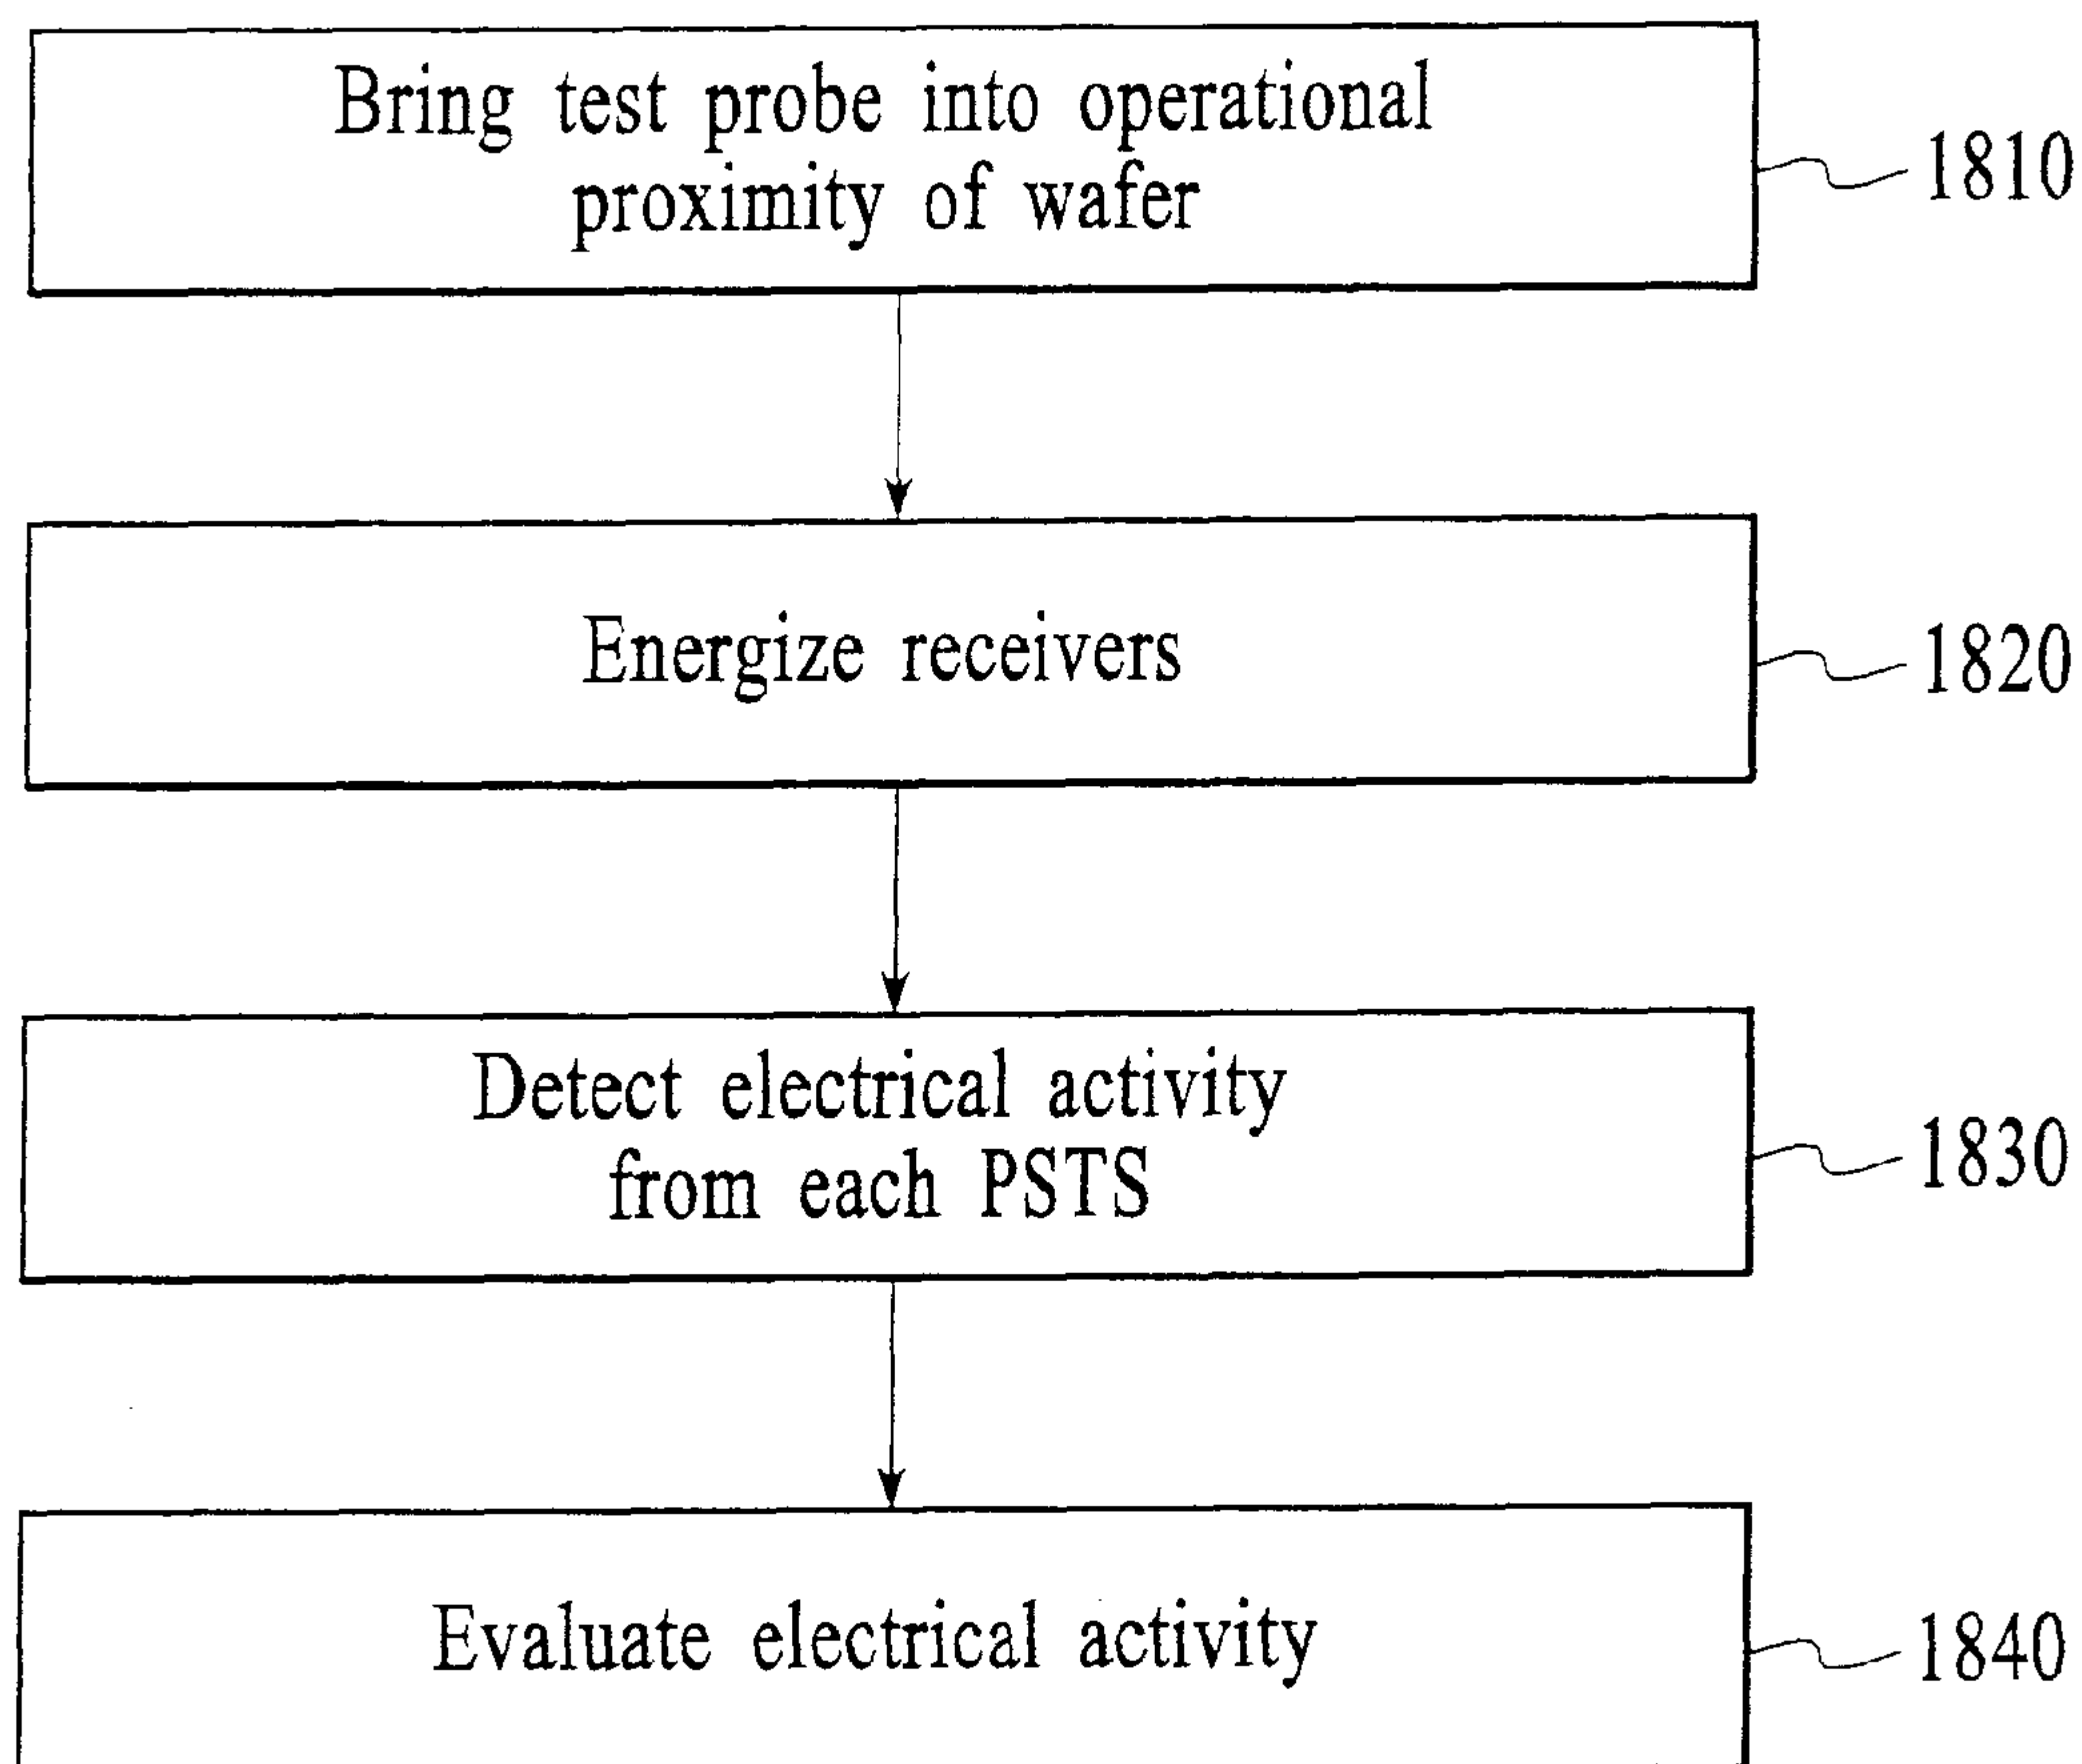 Bring test probe into operational
proximity of wafer
1810
Energize receivers
1820
Detect electrical activity
from each PSTS
1830
Evaluate electrical activity
1840